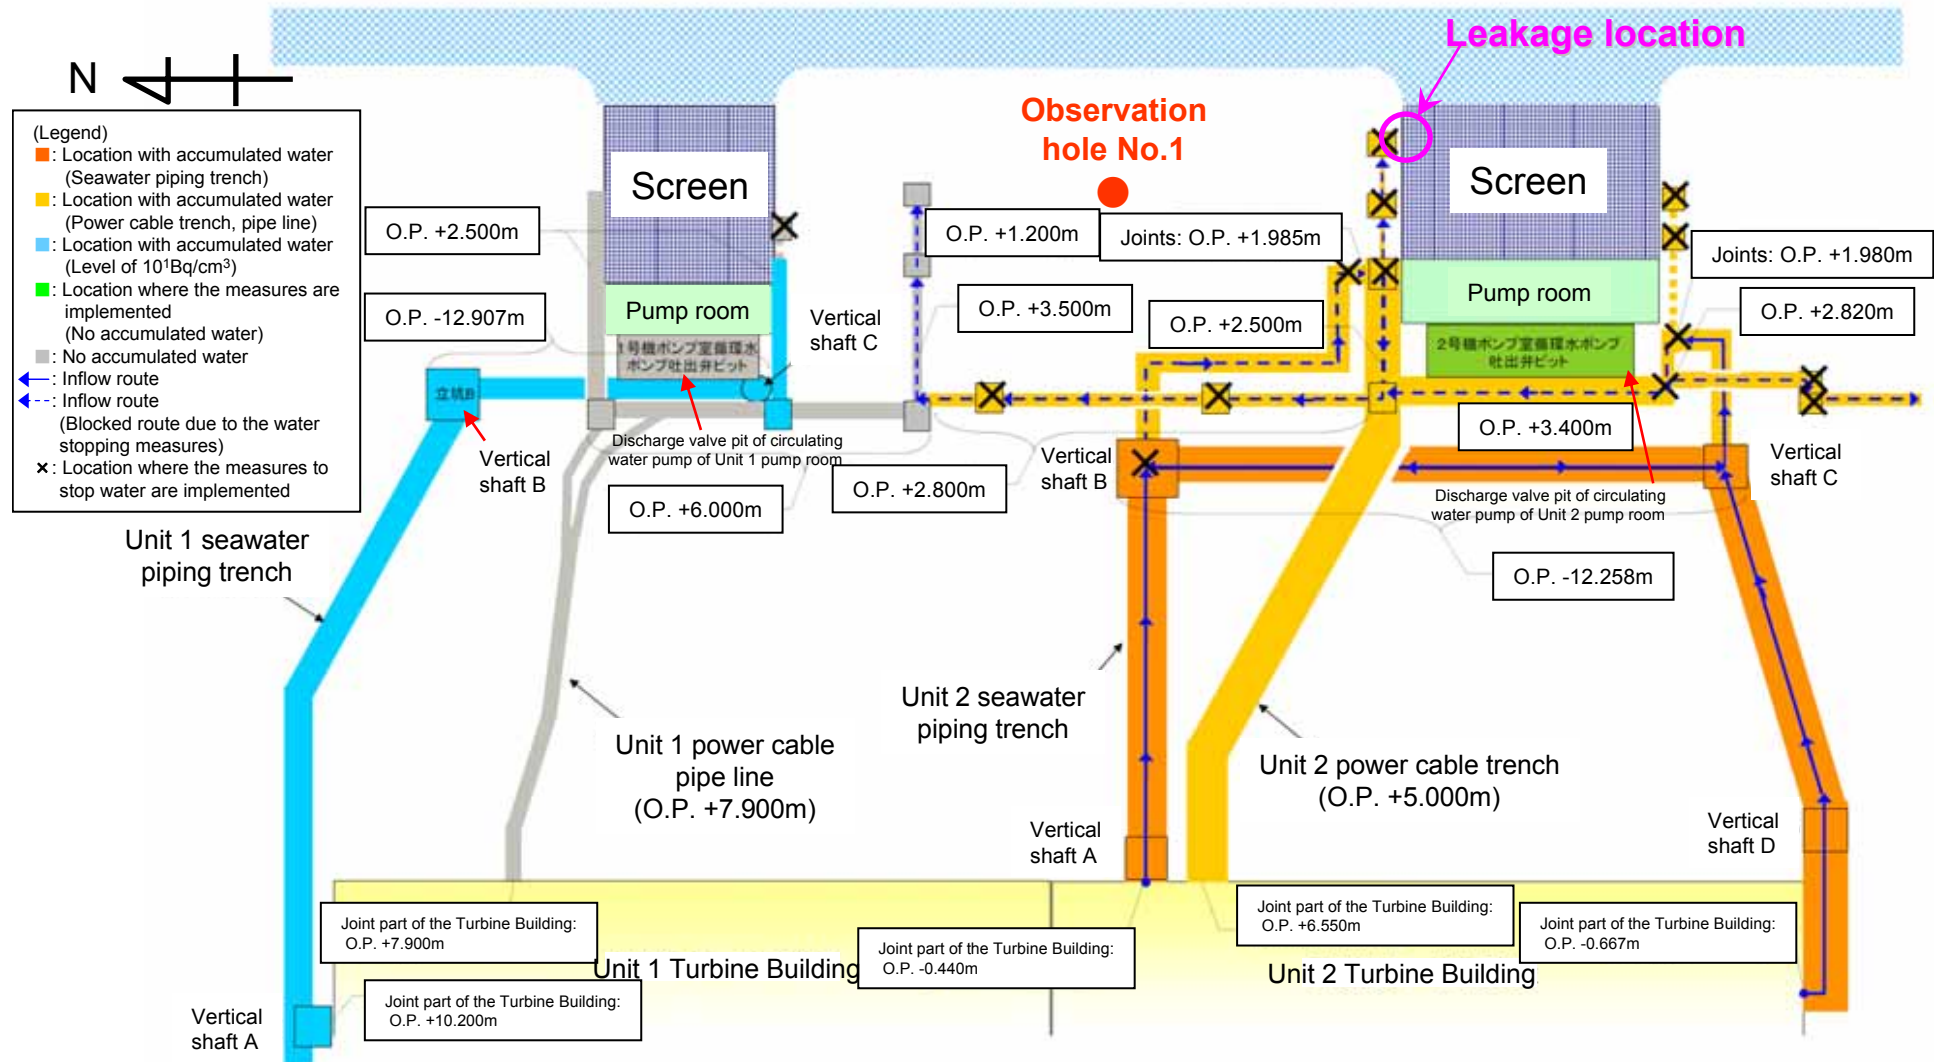 Leakage location
N
(Legend)
: Location with accumulated water
(Seawater piping trench)
: Location with accumulated water
(Power cable trench, pipe line)
: Location with accumulated water
(Level of 10¹Bq/cm³)
: Location where the measures are
implemented
(No accumulated water)
: No accumulated water
: Inflow route
: Inflow route
(Blocked route due to the water
stopping measures)
×: Location where the measures to
stop water are implemented
Observation
hole No.1
Screen
Screen
O.P. +2.500m
O.P. +1.200m
Joints: O.P. +1.985m
Joints: O.P. +1.980m
O.P. -12.907m
Pump room
Vertical
shaft C
O.P. +3.500m
O.P. +2.500m
Pump room
O.P. +2.820m
1号機ポンプ室循環水
ポンプ吐出弁ピット
2号機ポンプ室循環水ポンプ
吐出弁ピット
立坑B
Discharge valve pit of circulating
water pump of Unit 1 pump room
O.P. +3.400m
Vertical
shaft B
Vertical
shaft B
Vertical
shaft C
O.P. +6.000m
O.P. +2.800m
Discharge valve pit of circulating
water pump of Unit 2 pump room
Unit 1 seawater
piping trench
O.P. -12.258m
Unit 2 seawater
piping trench
Unit 1 power cable
pipe line
(O.P. +7.900m)
Unit 2 power cable trench
(O.P. +5.000m)
Vertical
shaft A
Vertical
shaft D
Joint part of the Turbine Building:
O.P. +7.900m
Joint part of the Turbine Building:
O.P. -0.440m
Joint part of the Turbine Building:
O.P. +6.550m
Joint part of the Turbine Building:
O.P. -0.667m
Unit 1 Turbine Building
Unit 2 Turbine Building
Joint part of the Turbine Building:
O.P. +10.200m
Vertical
shaft A